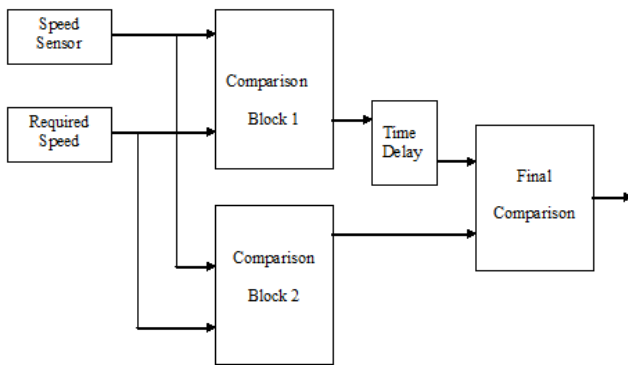 Speed
Sensor
Required
Speed
Comparison
Block 1
Time
Delay
Final
Comparison
Comparison
Block 2